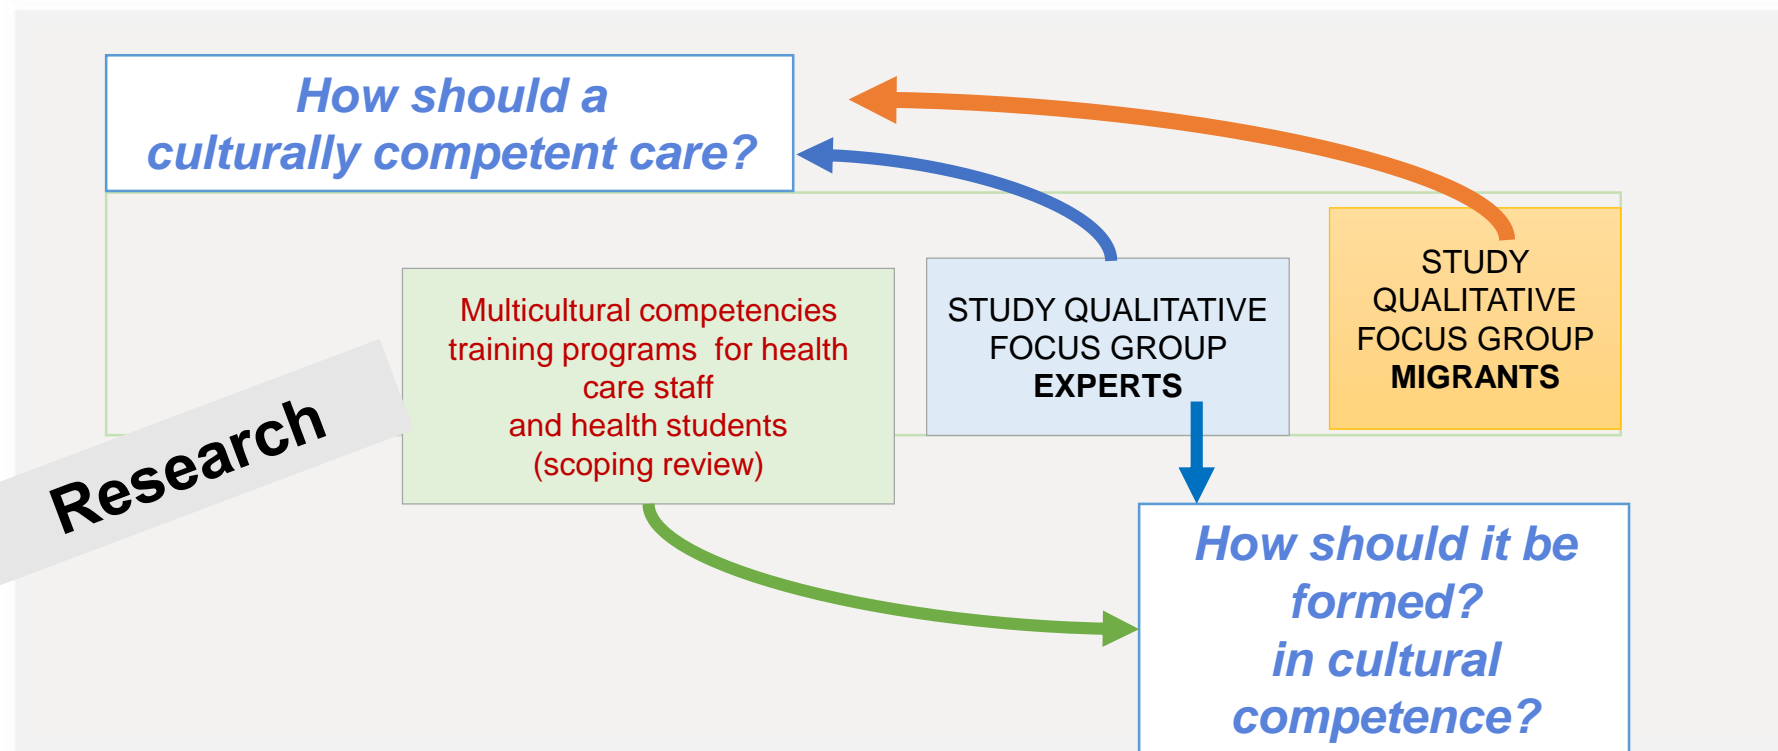 How should a
culturally competent care?
Multicultural competencies
training programs for health
care staff
and health students
(scoping review)
STUDY QUALITATIVE
FOCUS GROUP
EXPERTS
STUDY
QUALITATIVE
FOCUS GROUP
MIGRANTS
Research
How should it be
formed?
in cultural
competence?